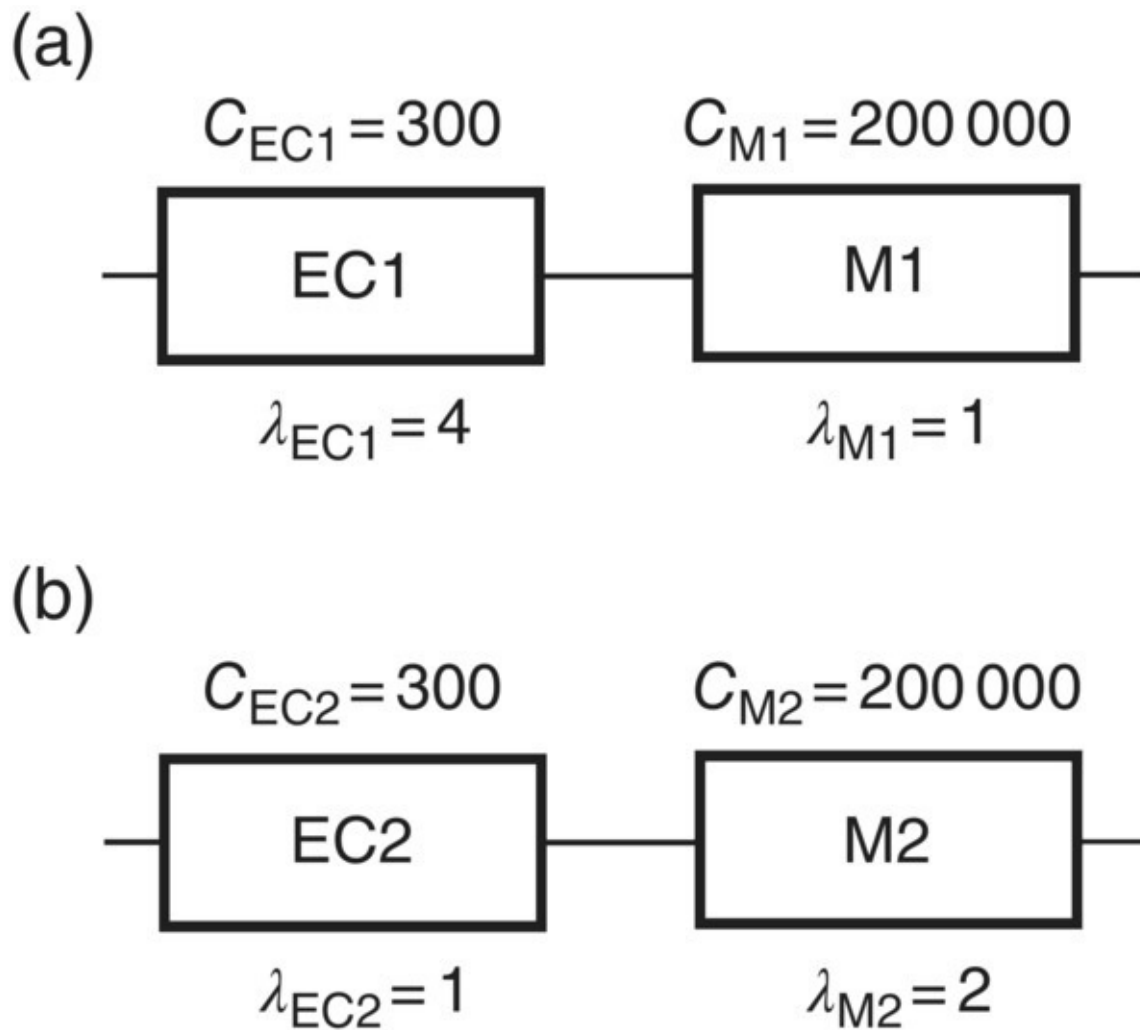 (a)
C_EC1 = 300 C_M1 = 200 000
EC1 M1
λ_EC1 = 4 λ_M1 = 1
(b)
C_EC2 = 300 C_M2 = 200 000
EC2 M2
λ_EC2 = 1 λ_M2 = 2